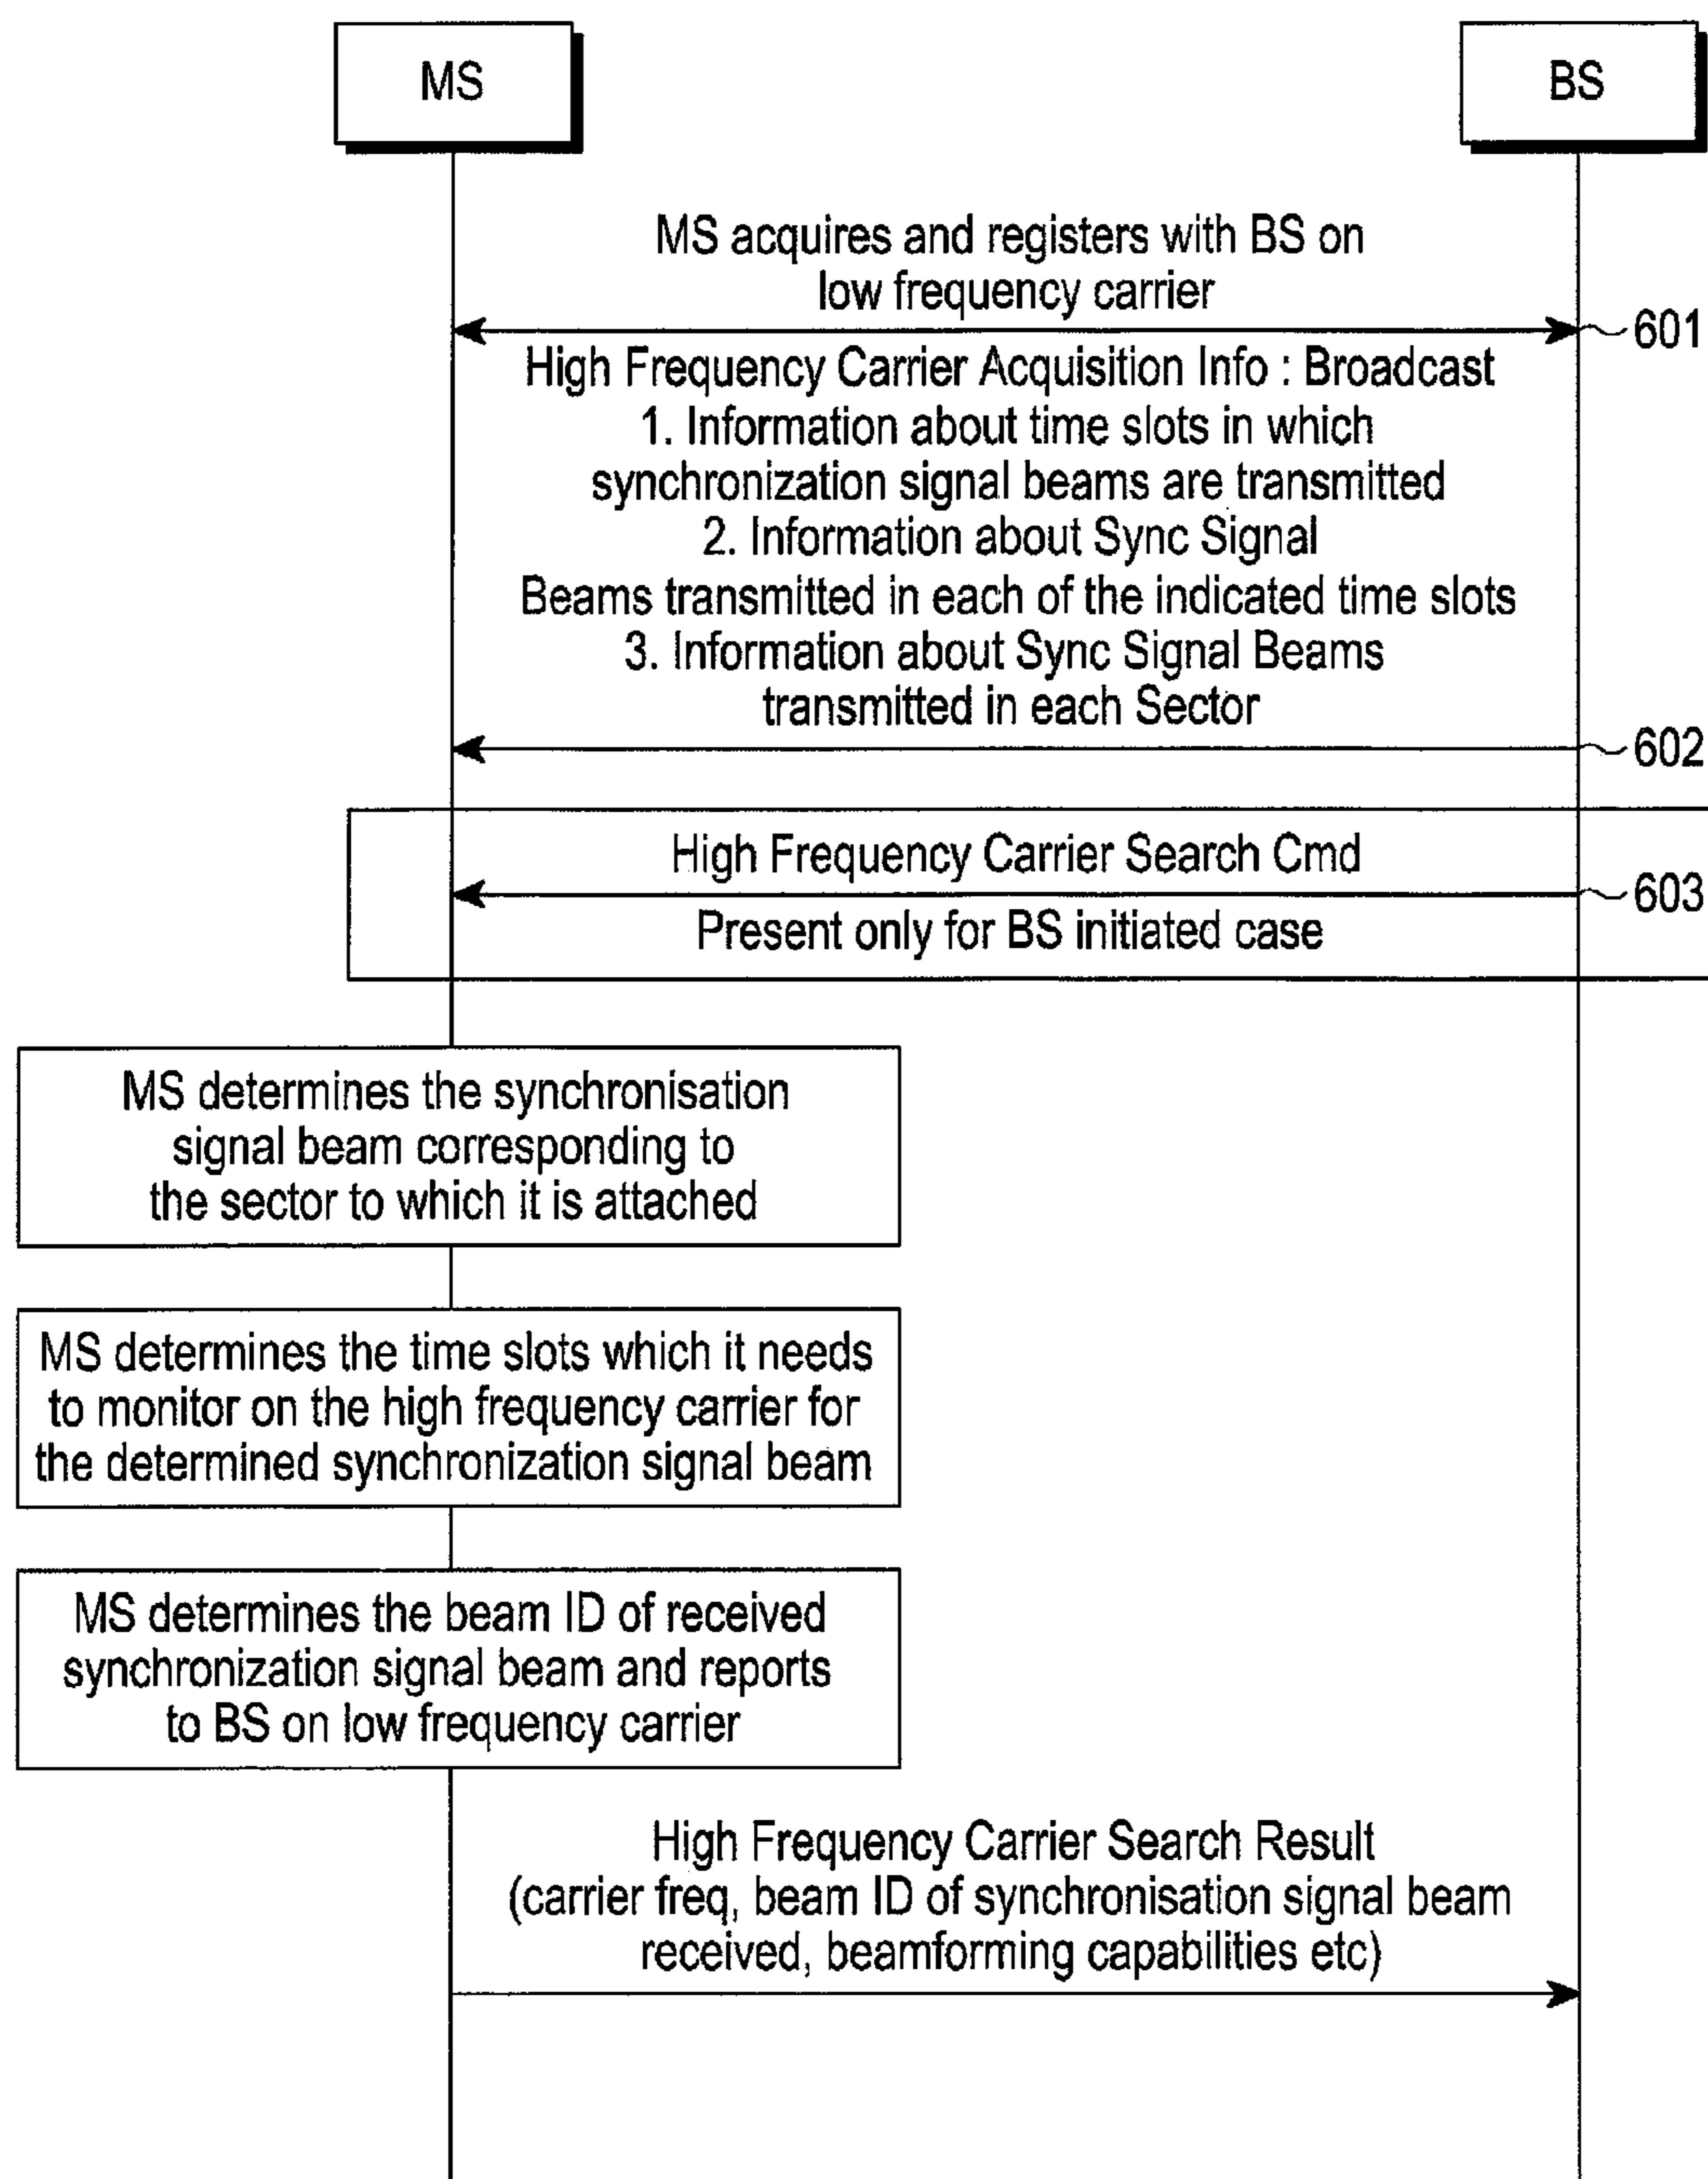 MS
BS
MS acquires and registers with BS on
low frequency carrier
601
High Frequency Carrier Acquisition Info : Broadcast
1. Information about time slots in which
synchronization signal beams are transmitted
2. Information about Sync Signal
Beams transmitted in each of the indicated time slots
3. Information about Sync Signal Beams
transmitted in each Sector
602
High Frequency Carrier Search Cmd
603
Present only for BS initiated case
MS determines the synchronisation
signal beam corresponding to
the sector to which it is attached
MS determines the time slots which it needs
to monitor on the high frequency carrier for
the determined synchronization signal beam
MS determines the beam ID of received
synchronization signal beam and reports
to BS on low frequency carrier
High Frequency Carrier Search Result
(carrier freq, beam ID of synchronisation signal beam
received, beamforming capabilities etc)